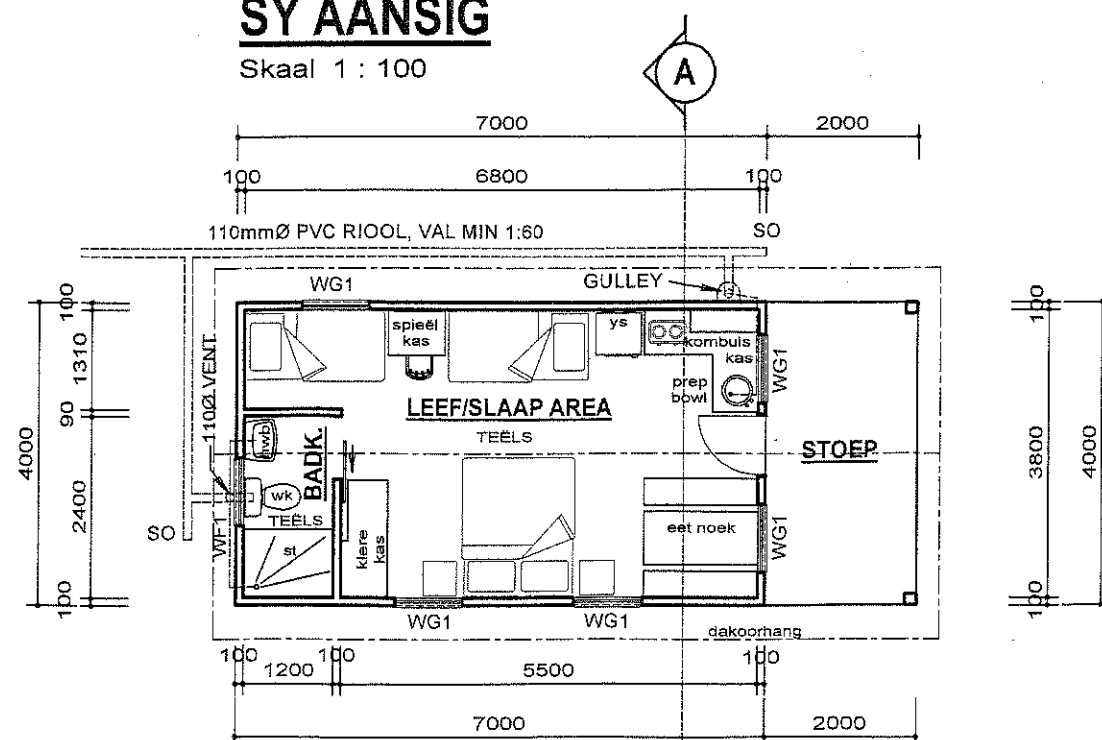 SY AANSIG
Skaal 1 : 100
A
7000
2000
100
6800
100
110mmØ PVC RIOOL, VAL MIN 1:60
SO
WG1
GULLEY
100
1310
90
2400
100
4000
110Ø VENT.
spieël
kas
ys
kombuis
kas
prep
bowl
WG1
LEEF/SLAAP AREA
TEËLS
STOEP
hwb
BADK.
wk
TEËLS
st
SO
WF1
klere
kas
eet noek
WG1
100
3800
100
4000
WG1
WG1
dakoorhang
100
1200
100
5500
100
7000
2000